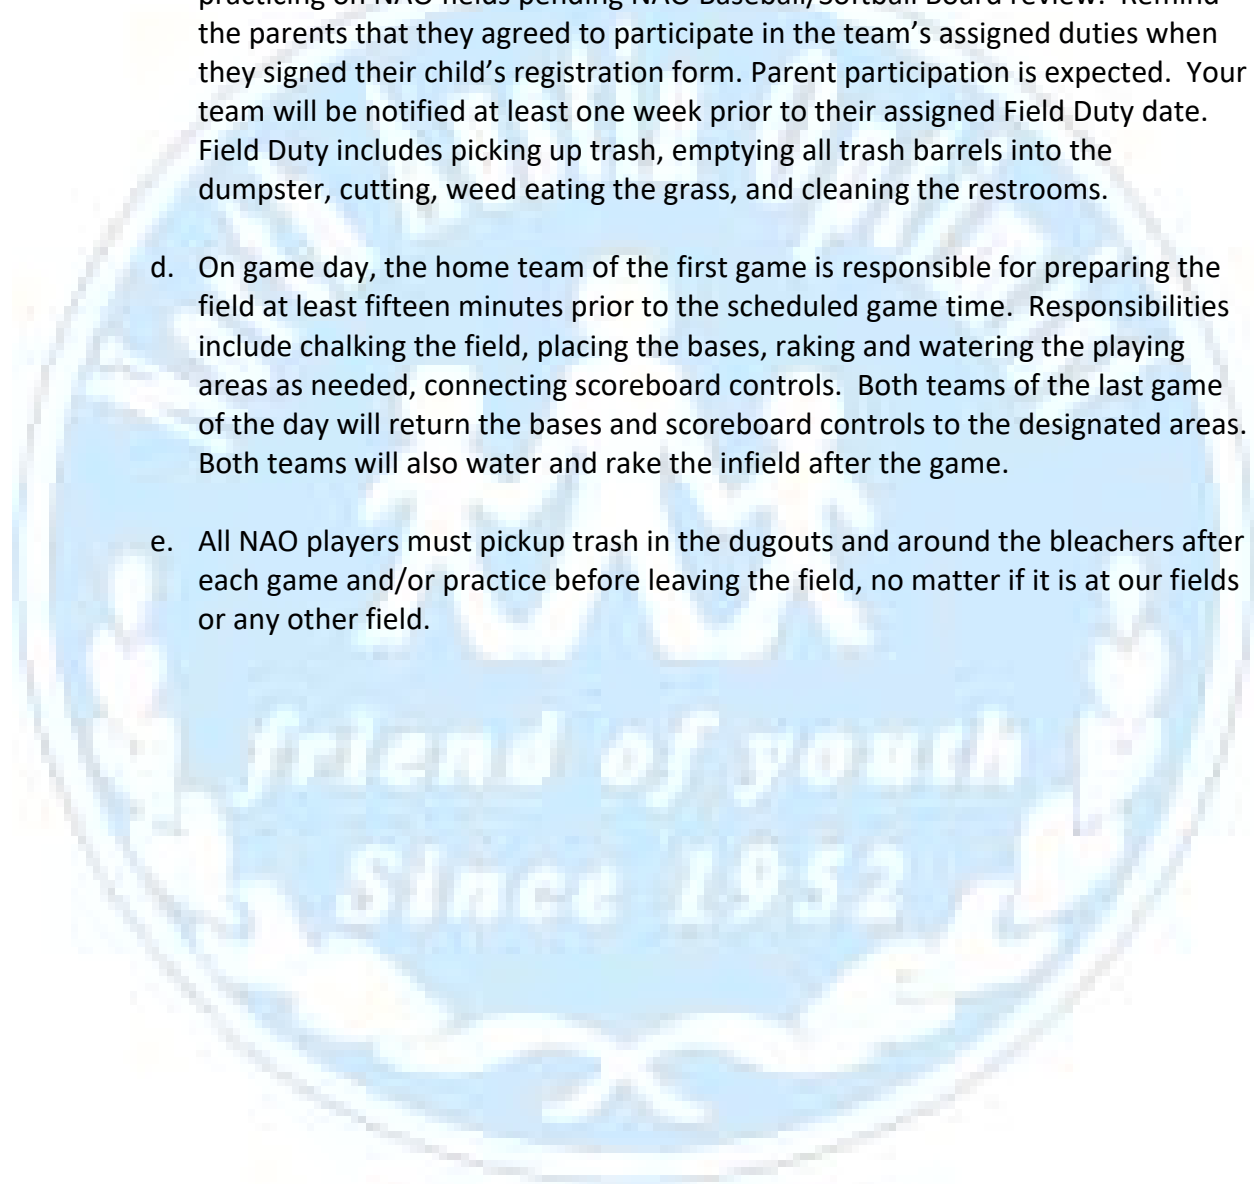 practicing on NAO fields pending NAO Baseball/Softball Board review.  Remind
the parents that they agreed to participate in the team’s assigned duties when
they signed their child’s registration form. Parent participation is expected.  Your
team will be notified at least one week prior to their assigned Field Duty date.
Field Duty includes picking up trash, emptying all trash barrels into the
dumpster, cutting, weed eating the grass, and cleaning the restrooms.
d. On game day, the home team of the first game is responsible for preparing the
field at least fifteen minutes prior to the scheduled game time.  Responsibilities
include chalking the field, placing the bases, raking and watering the playing
areas as needed, connecting scoreboard controls.  Both teams of the last game
of the day will return the bases and scoreboard controls to the designated areas.
Both teams will also water and rake the infield after the game.
e. All NAO players must pickup trash in the dugouts and around the bleachers after
each game and/or practice before leaving the field, no matter if it is at our fields
or any other field.
friend of youth
Since 1952